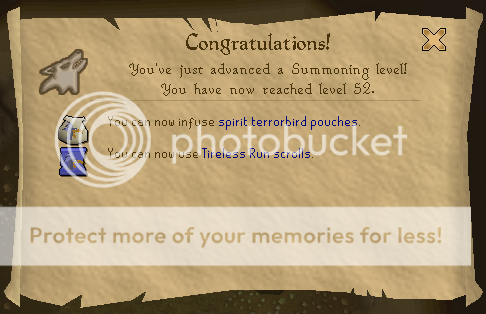 Congratulations!
You've just advanced a Summoning level!
You have now reached level 52.
You can now infuse spirit terrorbird pouches.
photobucket
You can now use Tireless Run scrolls.
Protect more of your memories for less!